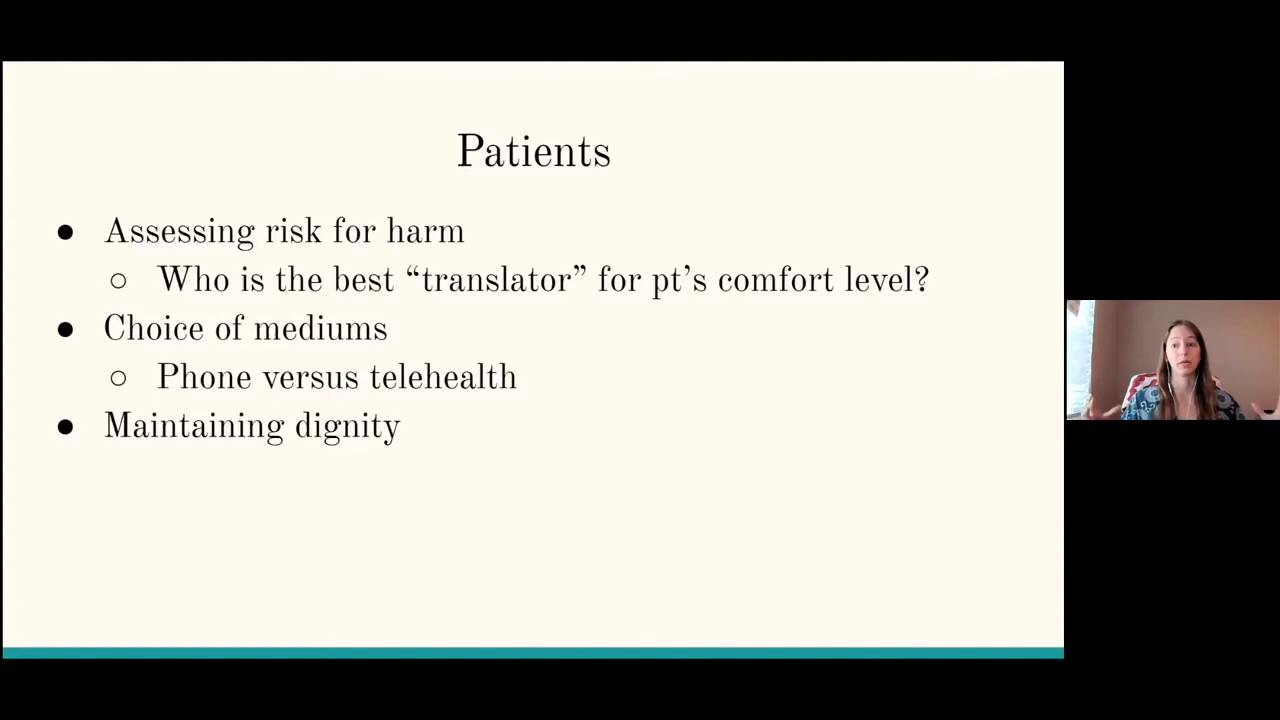 Patients
● Assessing risk for harm
○ Who is the best “translator” for pt’s comfort level?
● Choice of mediums
○ Phone versus telehealth
● Maintaining dignity